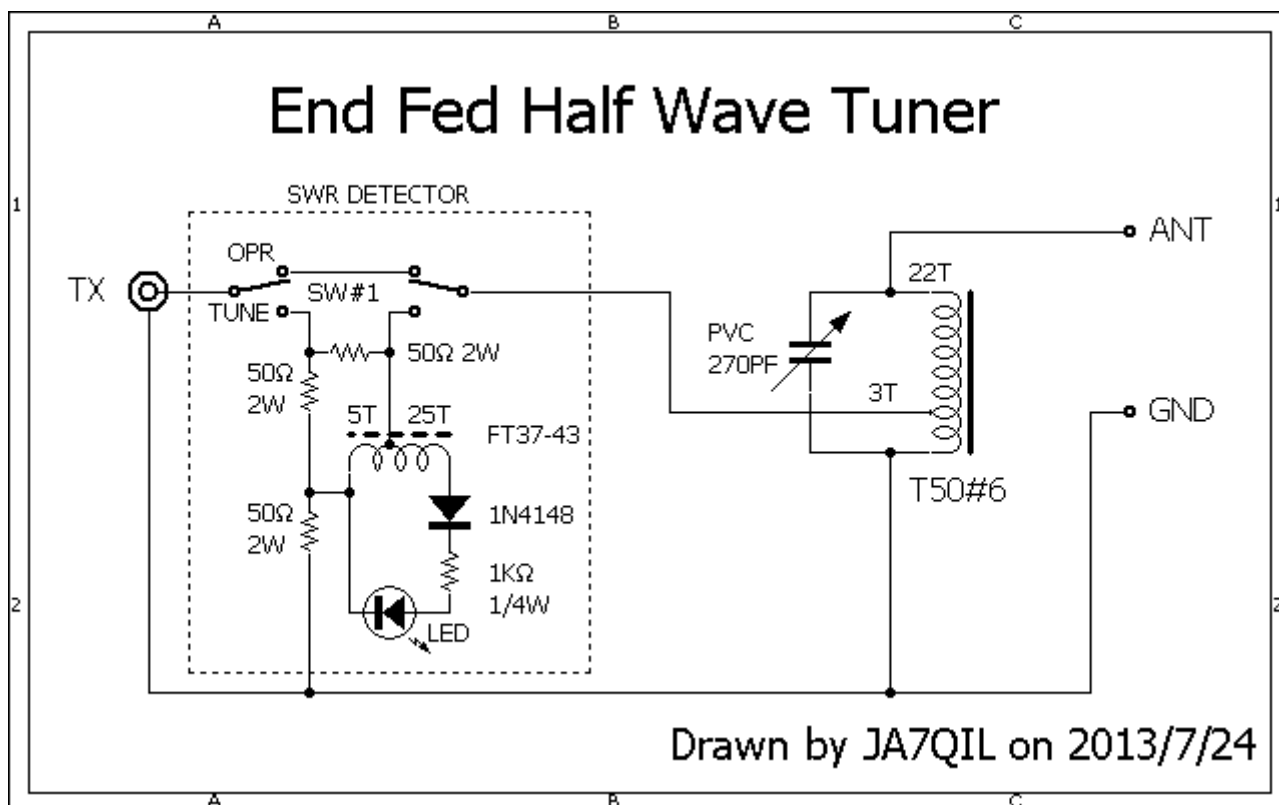 A B C
End Fed Half Wave Tuner
1 1
SWR DETECTOR
ANT
OPR
22T
TX
SW#1
TUNE
PVC
270PF
50Ω 2W
50Ω
2W
3T
GND
5T 25T
FT37-43
T50#6
50Ω
2W
1N4148
1KΩ
1/4W
2 2
LED
Drawn by JA7QIL on 2013/7/24
A B C